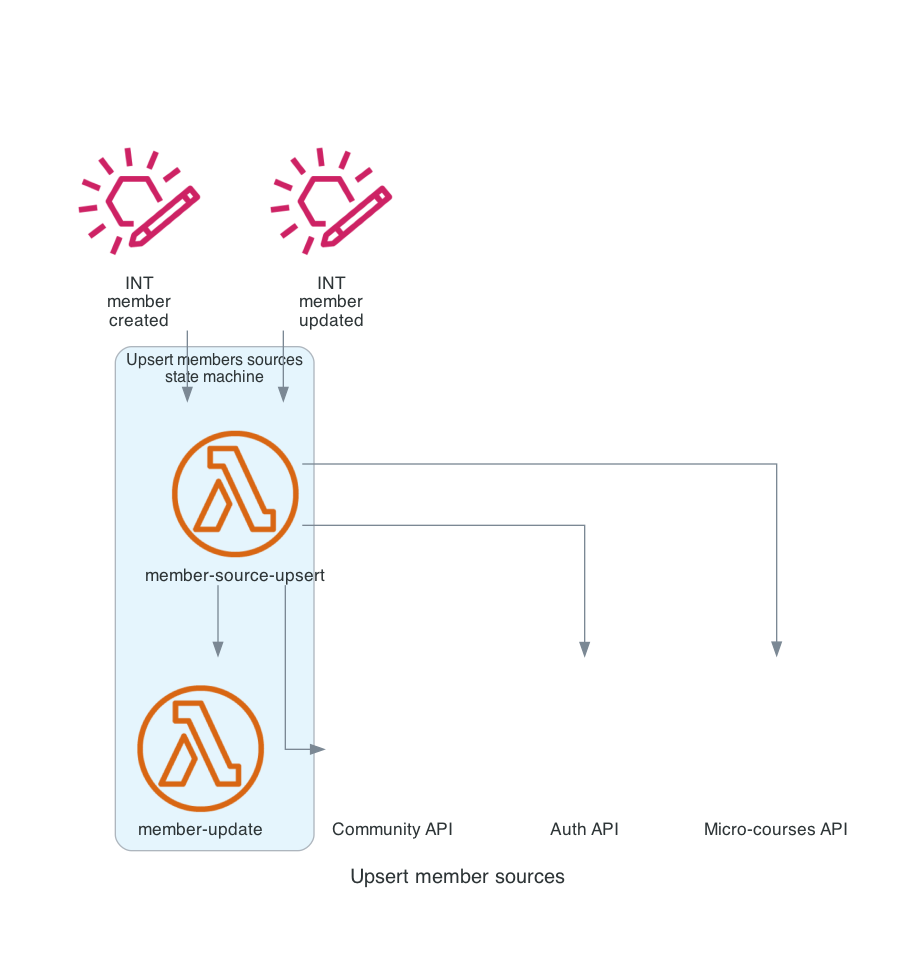 INT
member
created
INT
member
updated
Upsert members sources
state machine
member-source-upsert
member-update
Community API
Auth API
Micro-courses API
Upsert member sources